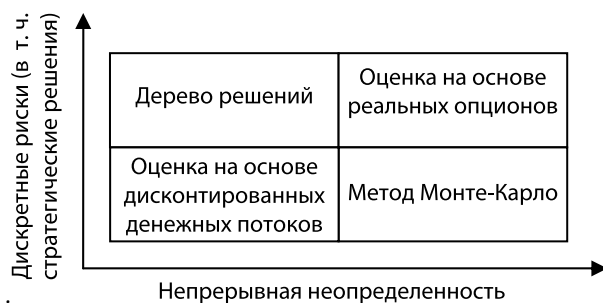 Дискретные риски (в т. ч.
стратегические решения)
Дерево решений
Оценка на основе
реальных опционов
Оценка на основе
дисконтированных
денежных потоков
Метод Монте-Карло
Непрерывная неопределенность
.